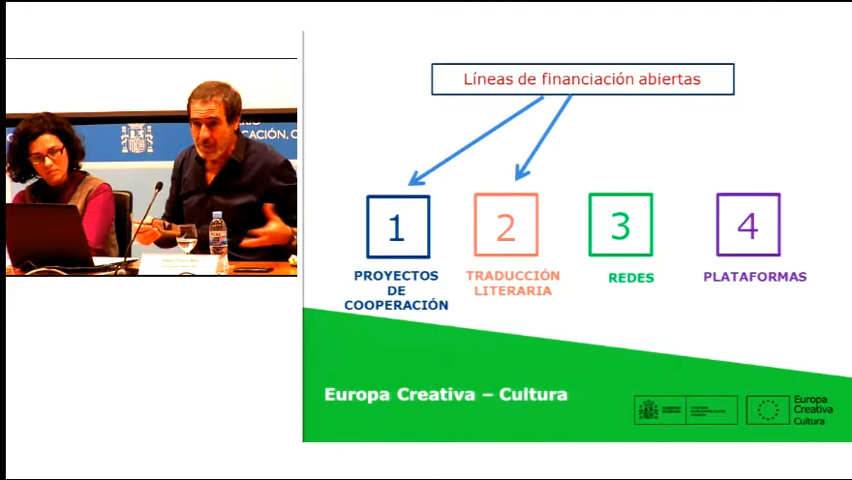 Líneas de financiación abiertas
1
2
3
4
PROYECTOS
DE
COOPERACIÓN
TRADUCCIÓN
LITERARIA
REDES
PLATAFORMAS
Europa Creativa – Cultura
Europa
Creativa
Cultura